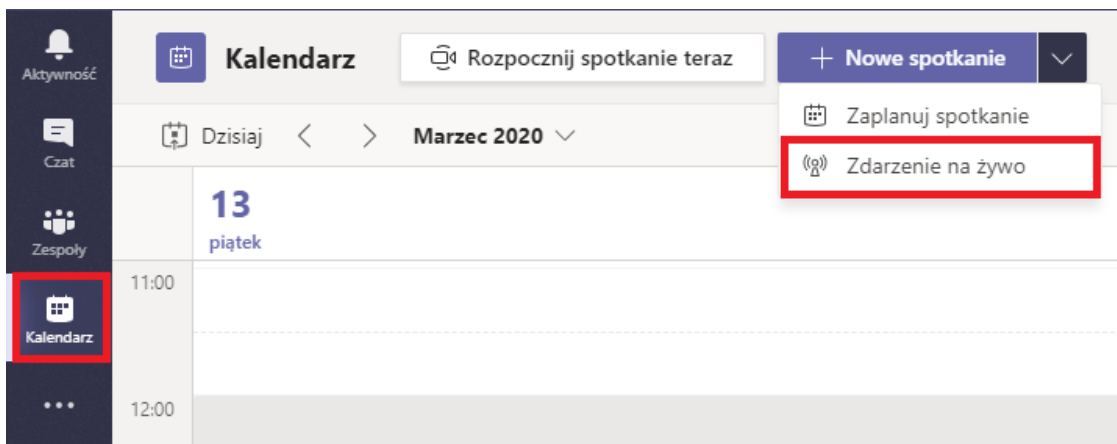 Aktywność
Czat
Zespoły
Kalendarz
Kalendarz
Rozpocznij spotkanie teraz
Nowe spotkanie
Zaplanuj spotkanie
Zdarzenie na żywo
Dzisiaj
Marzec 2020
13
piątek
11:00
12:00